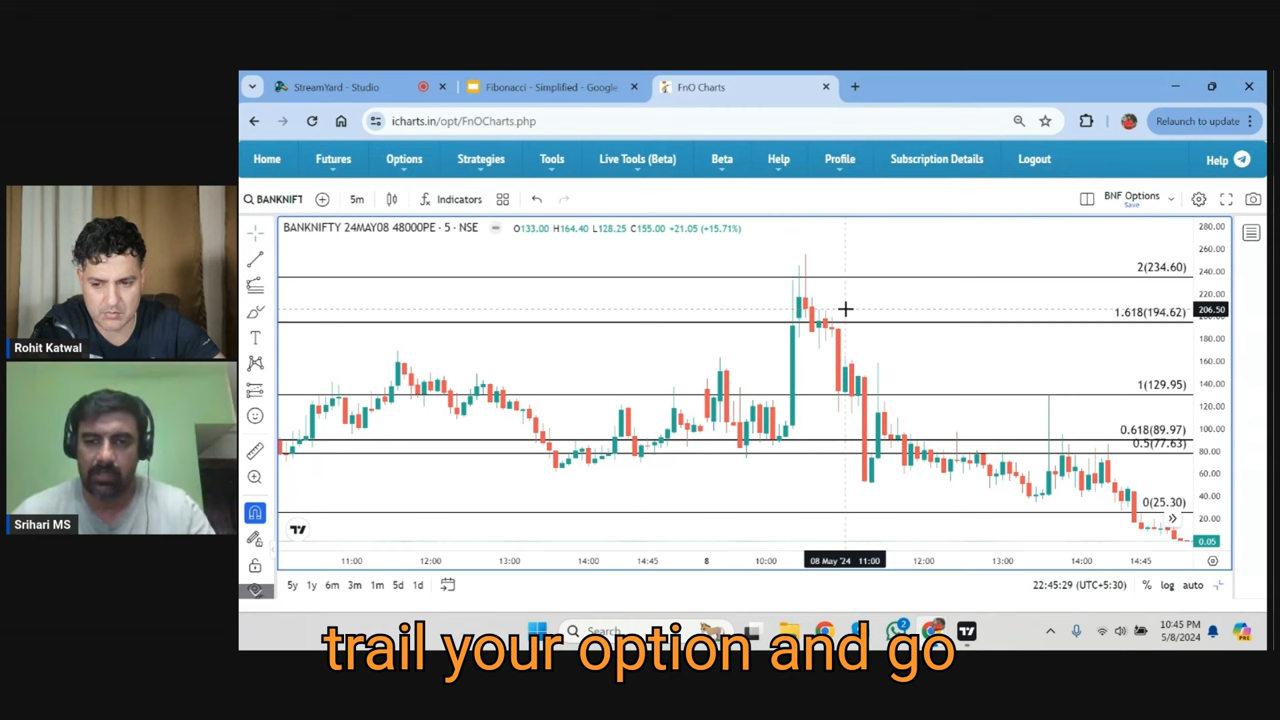 StreamYard - Studio
Fibonacci - Simplified - Google
FnO Charts
icharts.in/opt/FnOCharts.php
Relaunch to update
Home Futures Options Strategies Tools Live Tools (Beta) Beta Help Profile Subscription Details Logout Help
BANKNIFT 5m Indicators BNF Options
Save
BANKNIFTY 24MAY08 48000PE · 5 · NSE O133.00 H164.40 L128.25 C155.00 +21.05 (+15.71%)
280.00
260.00
2(234.60)
240.00
220.00
206.50
1.618(194.62)
180.00
160.00
1(129.95)
140.00
120.00
0.618(89.97)
100.00
0.5(77.63)
80.00
60.00
40.00
0(25.30)
20.00
0.05
11:00 12:00 13:00 14:00 14:45 8 10:00 08 May '24 11:00 12:00 13:00 14:00 14:45
5y 1y 6m 3m 1m 5d 1d 22:45:29 (UTC+5:30) % log auto
Rohit Katwal
Srihari MS
Search
2
10:45 PM
5/8/2024
PRE
trail your option and go